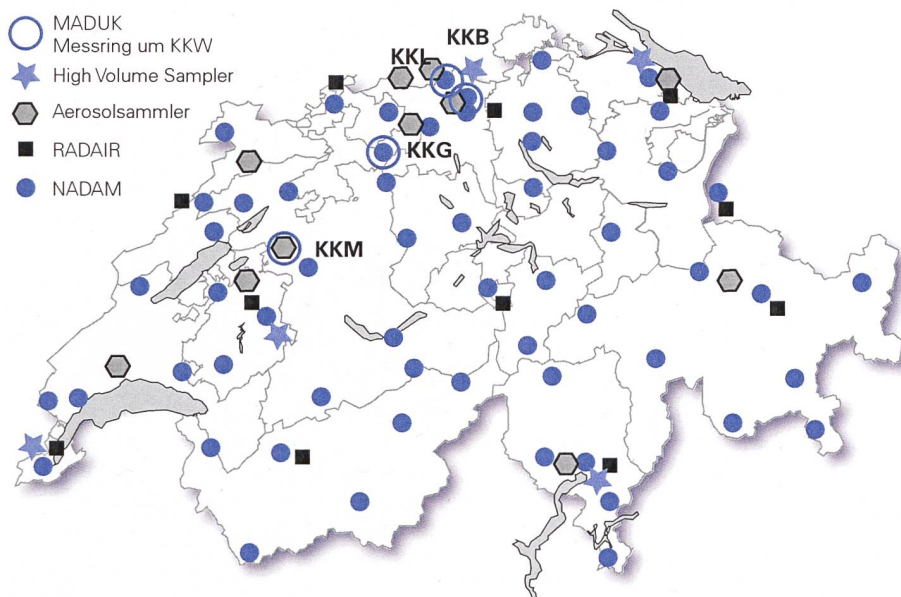 MADUK
Messring um KKW
High Volume Sampler
Aerosolsammler
RADAIR
NADAM
KKB
KKL
KKG
KKM